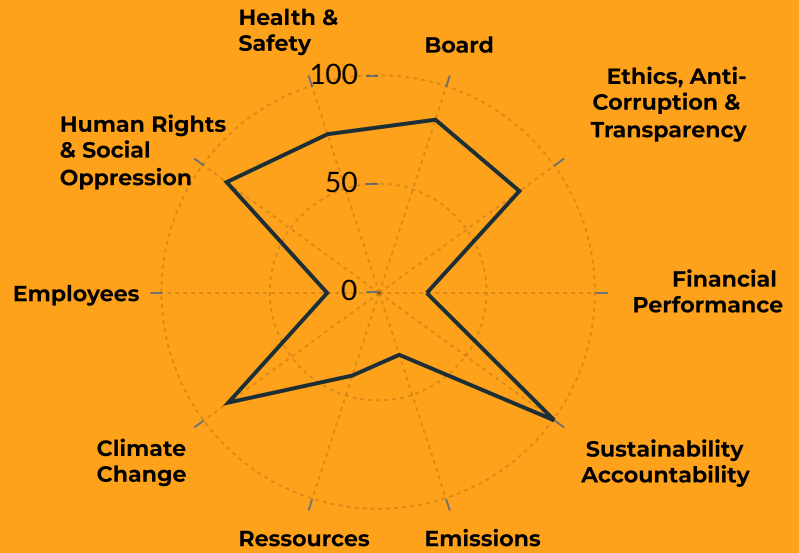 Health &
Safety
Board
100
Ethics, Anti-
Corruption &
Transparency
Human Rights
& Social
Oppression
50
Employees
0
Financial
Performance
Climate
Change
Sustainability
Accountability
Ressources
Emissions